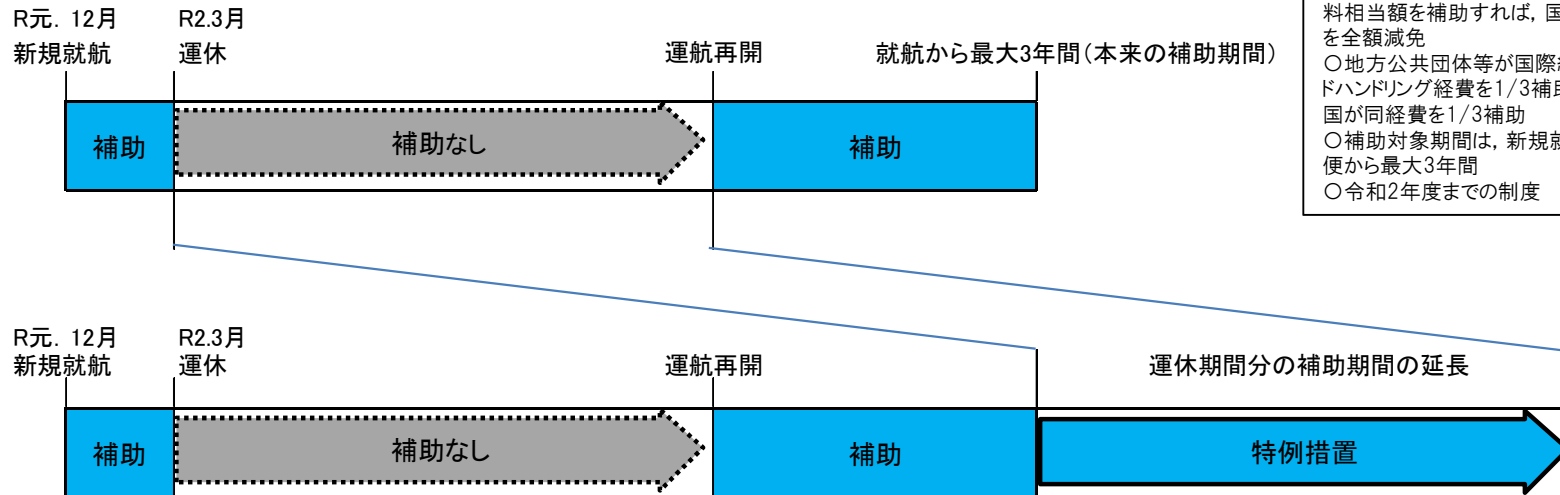 R元．12月 R2.3月
新規就航 運休 運航再開 就航から最大3年間（本来の補助期間）
補助 補助なし 補助
料相当額を補助すれば，国
を全額減免
○地方公共団体等が国際
ドハンドリング経費を1/3補
国が同経費を1/3補助
○補助対象期間は，新規
便から最大3年間
○令和2年度までの制度
R元．12月 R2.3月
新規就航 運休 運航再開 運休期間分の補助期間の延長
補助 補助なし 補助 特例措置